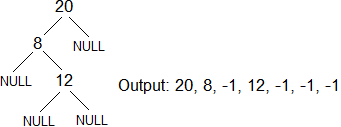 20
8 NULL
NULL 12
Output: 20, 8, -1, 12, -1, -1, -1
NULL NULL